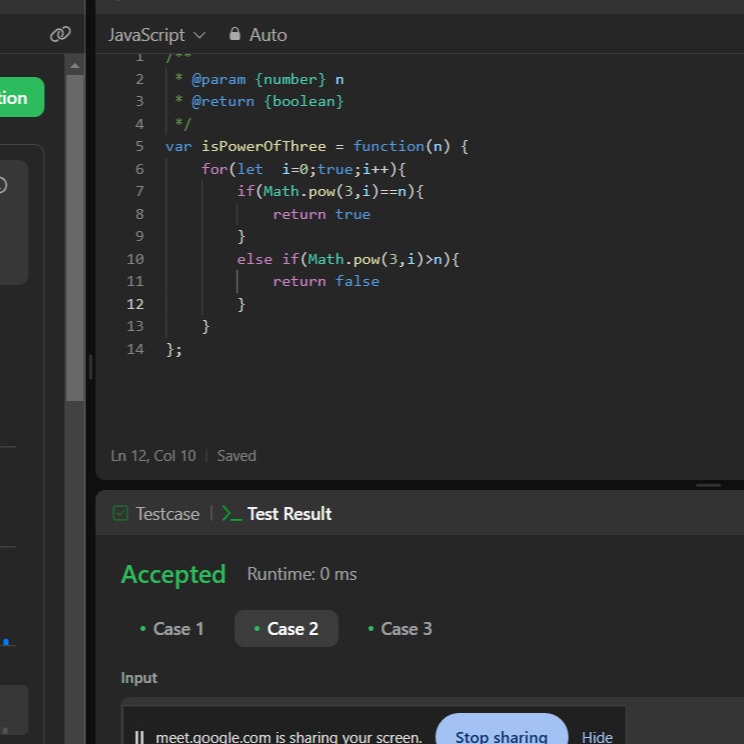 JavaScript Auto
tion
1 /**
2 * @param {number} n
3 * @return {boolean}
4 */
5 var isPowerOfThree = function(n) {
6 for(let  i=0;true;i++){
7 if(Math.pow(3,i)==n){
8 return true
9 }
10 else if(Math.pow(3,i)>n){
11 return false
12 }
13 }
14 };
Ln 12, Col 10 | Saved
Testcase | >_ Test Result
Accepted Runtime: 0 ms
• Case 1 • Case 2 • Case 3
Input
meet.google.com is sharing your screen. Stop sharing Hide